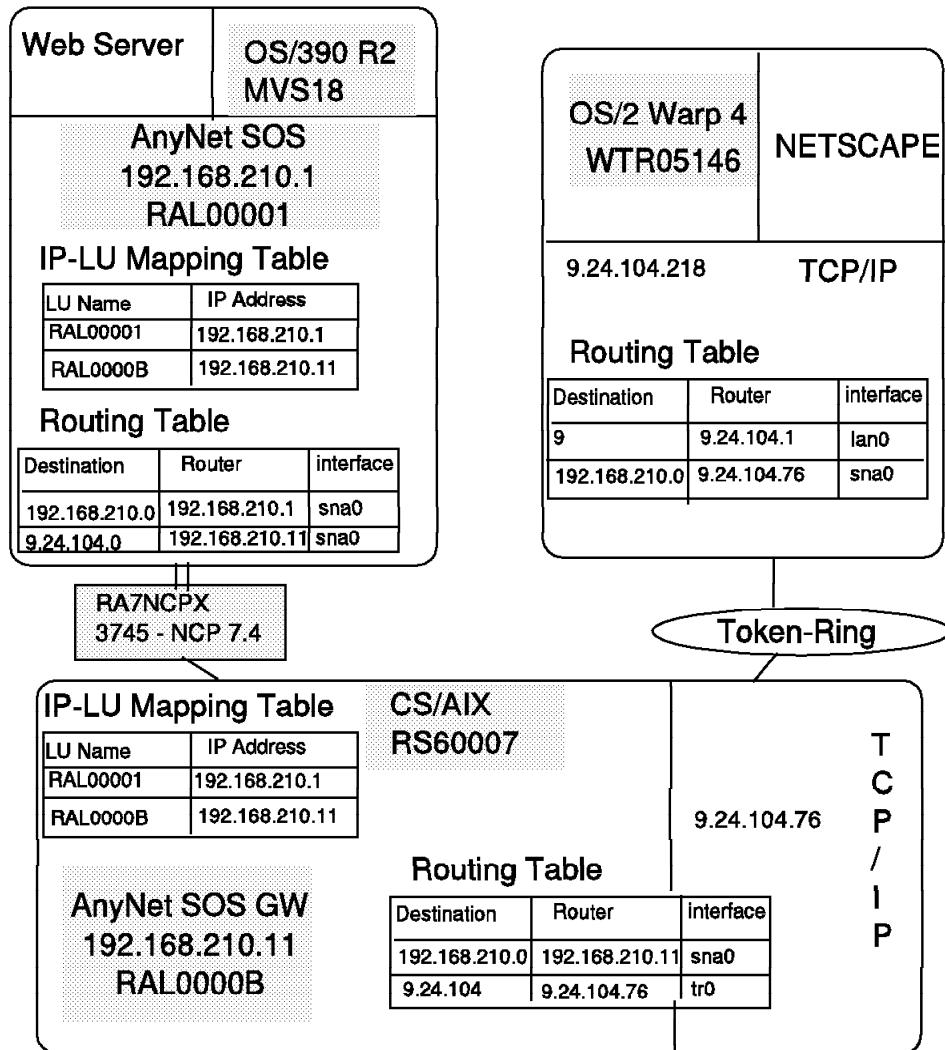 Web Server
OS/390 R2
MVS18
AnyNet SOS
192.168.210.1
RAL00001
IP-LU Mapping Table
LU Name IP Address
RAL00001 192.168.210.1
RAL0000B 192.168.210.11
Routing Table
Destination Router interface
192.168.210.0 192.168.210.1 sna0
9.24.104.0 192.168.210.11 sna0
OS/2 Warp 4
WTR05146
NETSCAPE
9.24.104.218 TCP/IP
Routing Table
Destination Router interface
9 9.24.104.1 lan0
192.168.210.0 9.24.104.76 sna0
RA7NCPX
3745 - NCP 7.4
Token-Ring
IP-LU Mapping Table
LU Name IP Address
RAL00001 192.168.210.1
RAL0000B 192.168.210.11
CS/AIX
RS60007
AnyNet SOS GW
192.168.210.11
RAL0000B
9.24.104.76
T
C
P
/
I
P
Routing Table
Destination Router interface
192.168.210.0 192.168.210.11 sna0
9.24.104 9.24.104.76 tr0